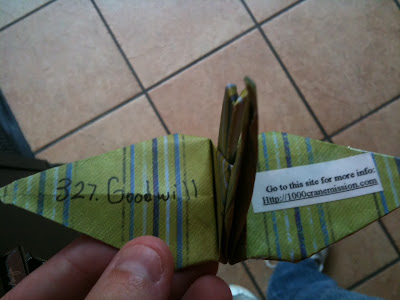 327. Goodwill
Go to this site for more info:
Http://1000cranemission.com